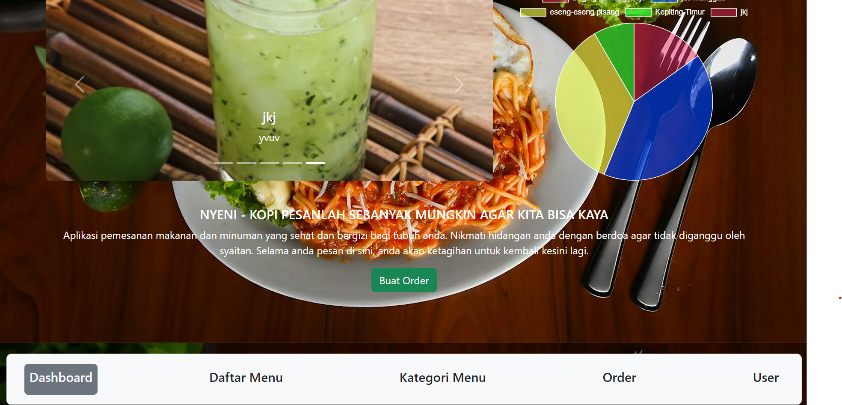 eseng-eseng pisang Kepiting Timur jkj
jkj
yvuv
NYENI - KOPI PESANLAH SEBANYAK MUNGKIN AGAR KITA BISA KAYA
Aplikasi pemesanan makanan dan minuman yang sehat dan bergizi bagi tubuh anda. Nikmati hidangan anda dengan berdoa agar tidak diganggu oleh
syaitan. Selama anda pesan di sini, anda akan ketagihan untuk kembali kesini lagi.
Buat Order
Dashboard Daftar Menu Kategori Menu Order User